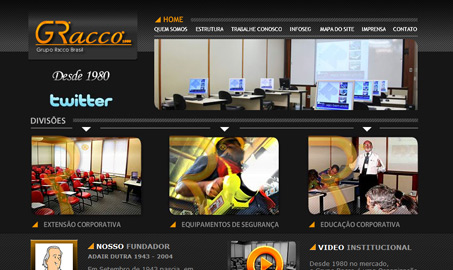 GRacco.com
Grupo Racco Brasil
Desde 1980
twitter
HOME
QUEM SOMOS ESTRUTURA TRABALHE CONOSCO INFOSEG MAPA DO SITE IMPRENSA CONTATO
DIVISÕES
EXTENSÃO CORPORATIVA
EQUIPAMENTOS DE SEGURANÇA
EDUCAÇÃO CORPORATIVA
NOSSO FUNDADOR
ADAIR DUTRA 1943 - 2004
Em Setembro de 1943 nascia, em
VIDEO INSTITUCIONAL
Desde 1980 no mercado,